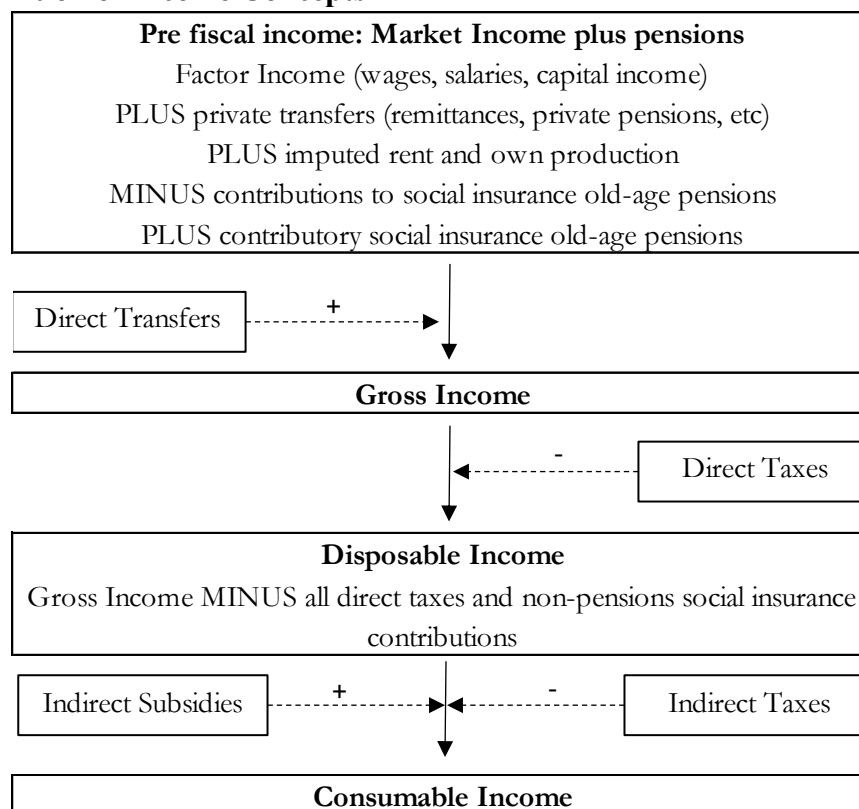 Pre fiscal income: Market Income plus pensions
Factor Income (wages, salaries, capital income)
PLUS private transfers (remittances, private pensions, etc)
PLUS imputed rent and own production
MINUS contributions to social insurance old-age pensions
PLUS contributory social insurance old-age pensions
Direct Transfers
+
Gross Income
-
Direct Taxes
Disposable Income
Gross Income MINUS all direct taxes and non-pensions social insurance
contributions
Indirect Subsidies
+
-
Indirect Taxes
Consumable Income